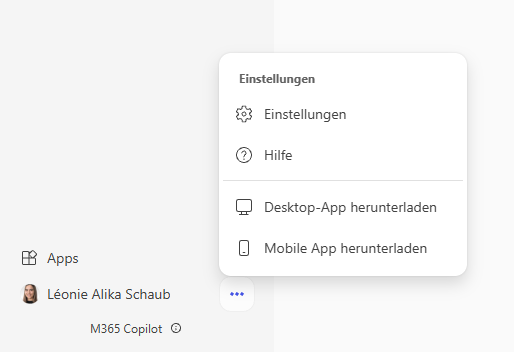 Einstellungen
Einstellungen
Hilfe
Desktop-App herunterladen
Mobile App herunterladen
Apps
Léonie Alika Schaub
M365 Copilot